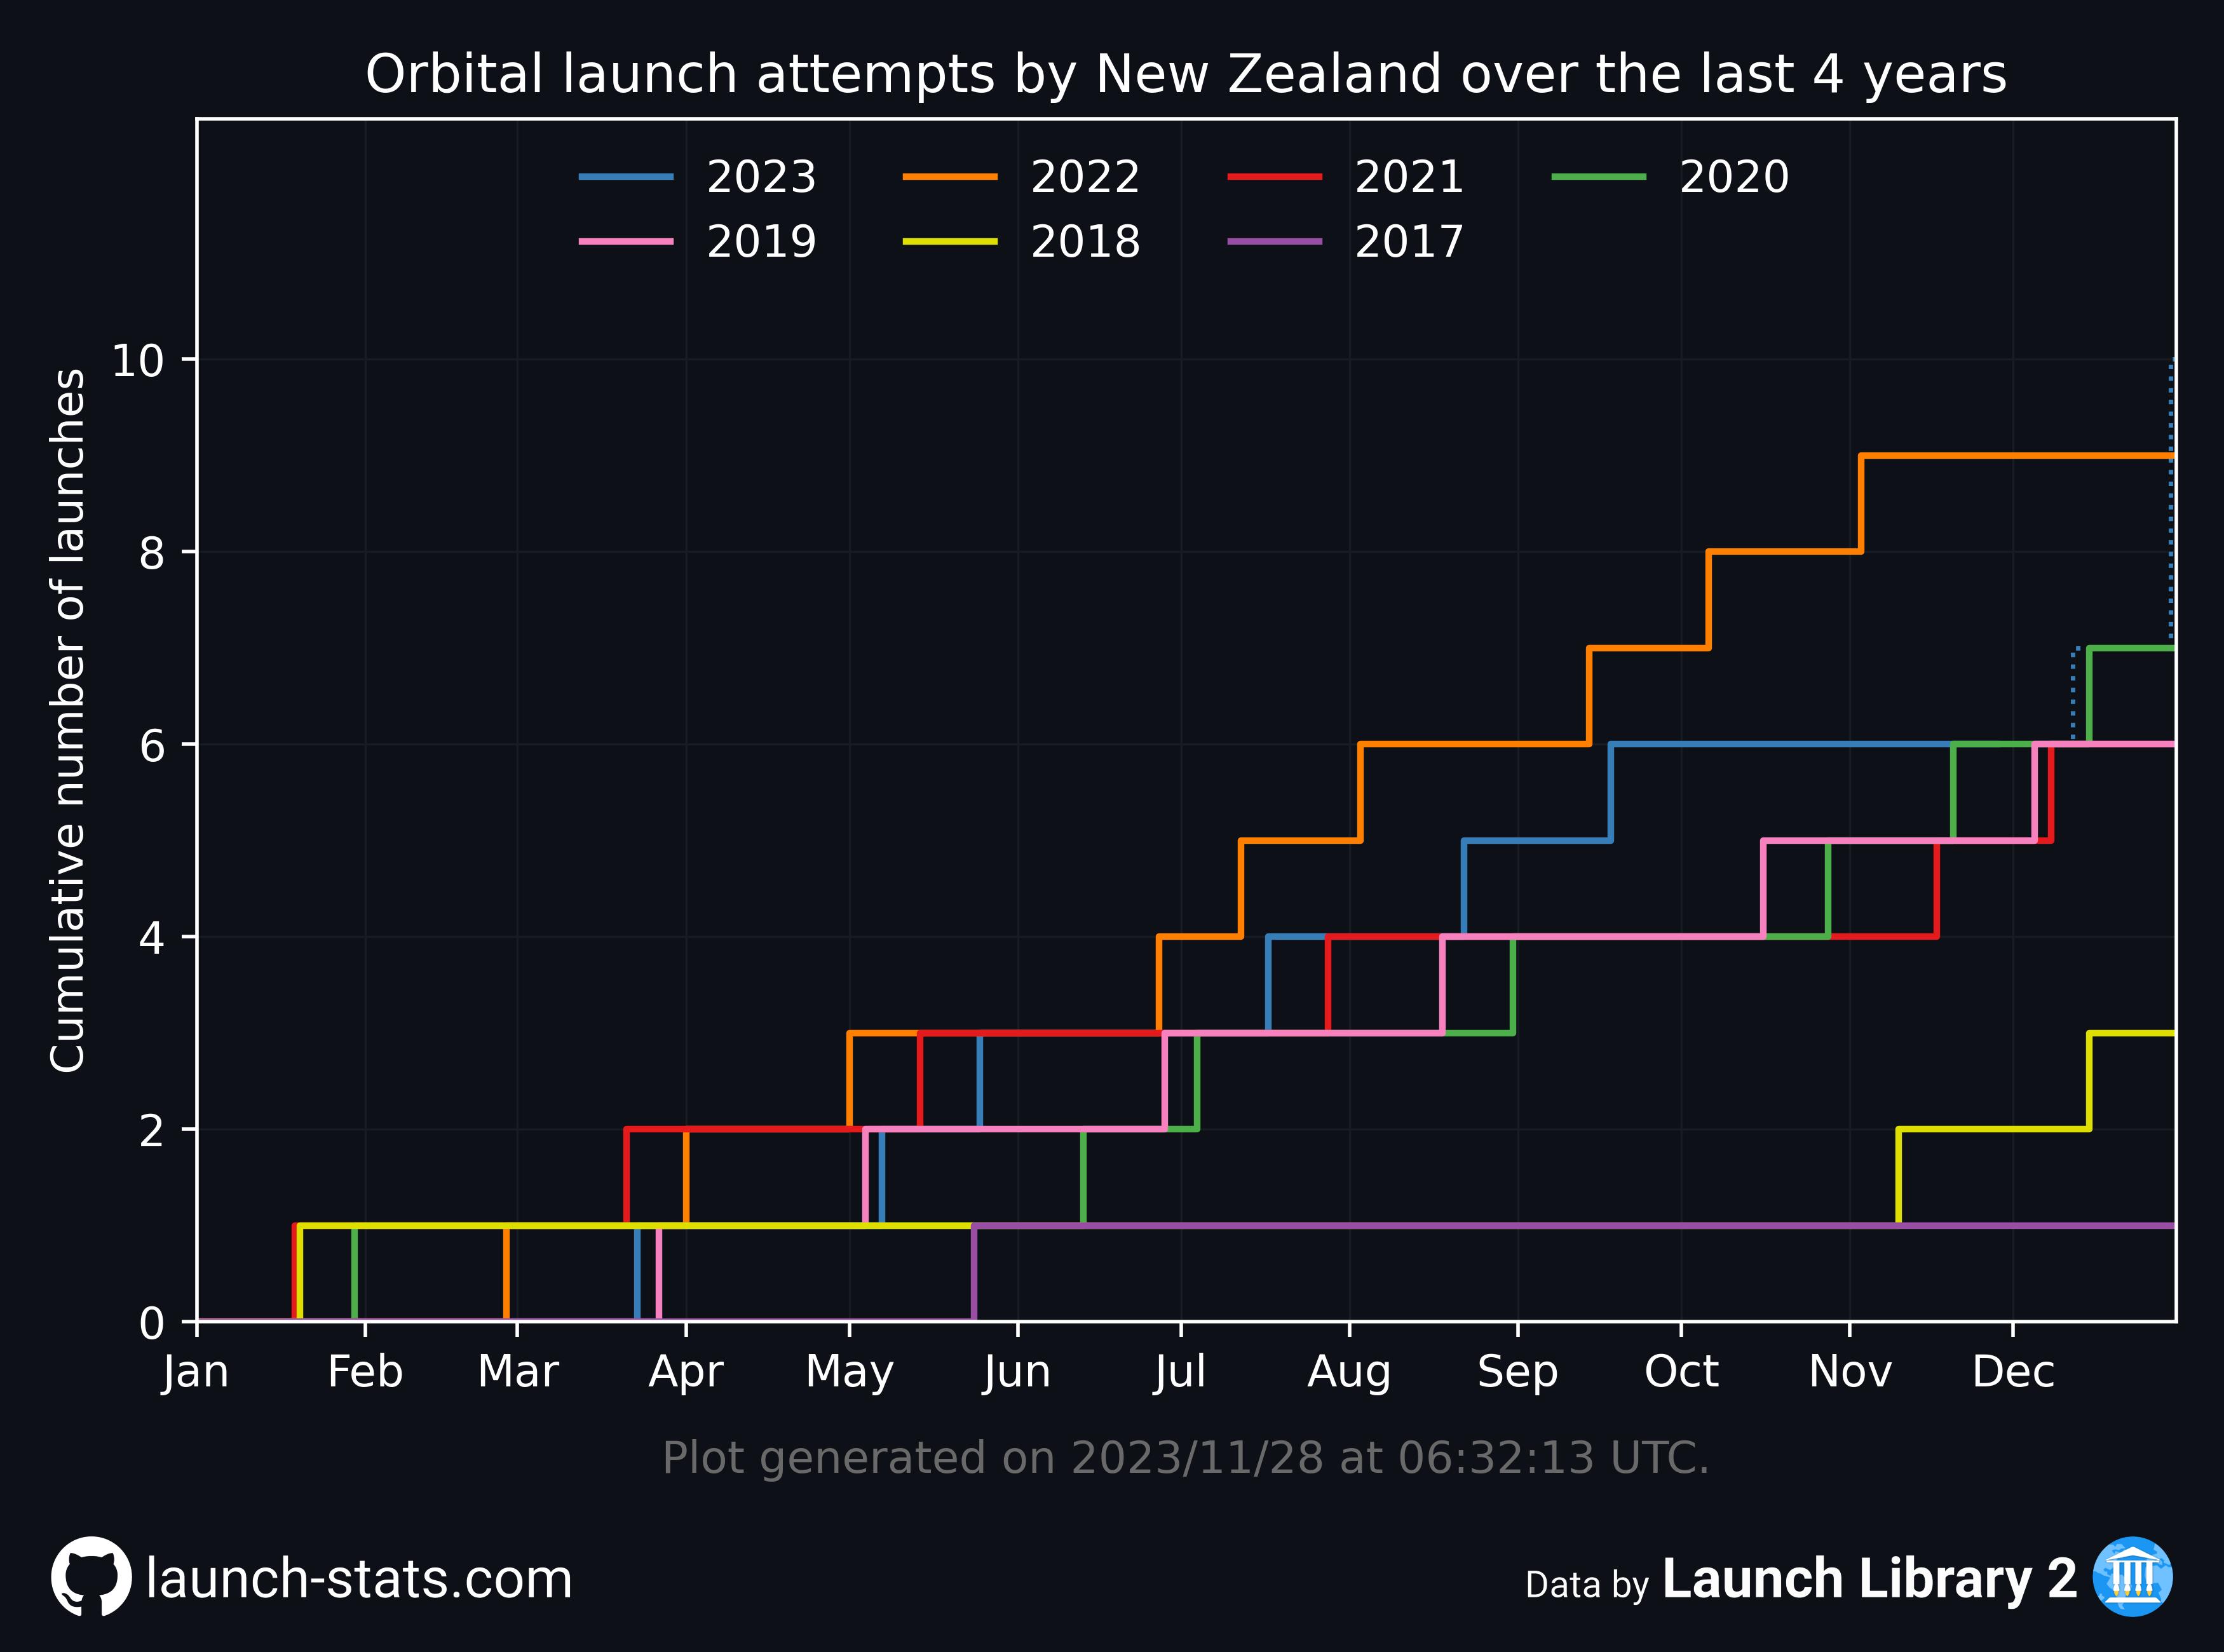 Orbital launch attempts by New Zealand over the last 4 years
2023 2022 2021 2020
2019 2018 2017
Cumulative number of launches
10
8
6
4
2
0
Jan Feb Mar Apr May Jun Jul Aug Sep Oct Nov Dec
Plot generated on 2023/11/28 at 06:32:13 UTC.
launch-stats.com
Data by Launch Library 2